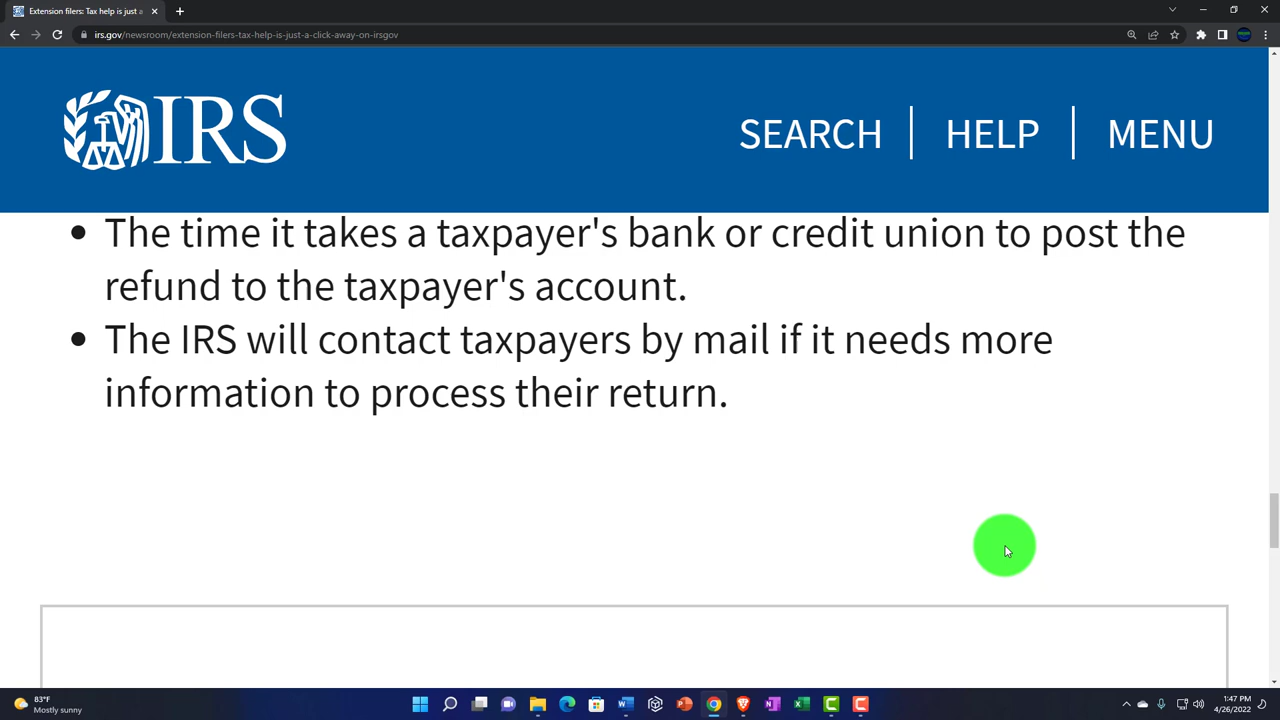 Extension filers: Tax help is just a
irs.gov/newsroom/extension-filers-tax-help-is-just-a-click-away-on-irsgov
IRS
SEARCH
HELP
MENU
The time it takes a taxpayer's bank or credit union to post the
refund to the taxpayer's account.
The IRS will contact taxpayers by mail if it needs more
information to process their return.
83°F
Mostly sunny
1:47 PM
4/26/2022